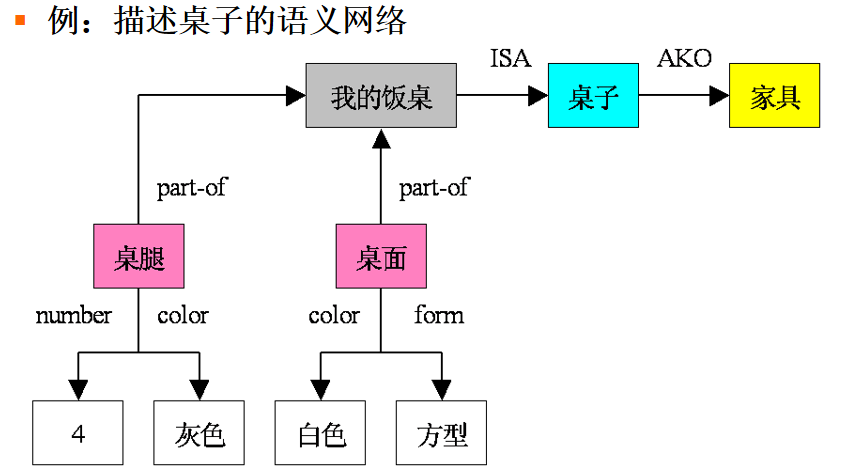 例：描述桌子的语义网络
ISA
AKO
我的饭桌
桌子
家具
part-of
part-of
桌腿
桌面
number
color
color
form
4
灰色
白色
方型